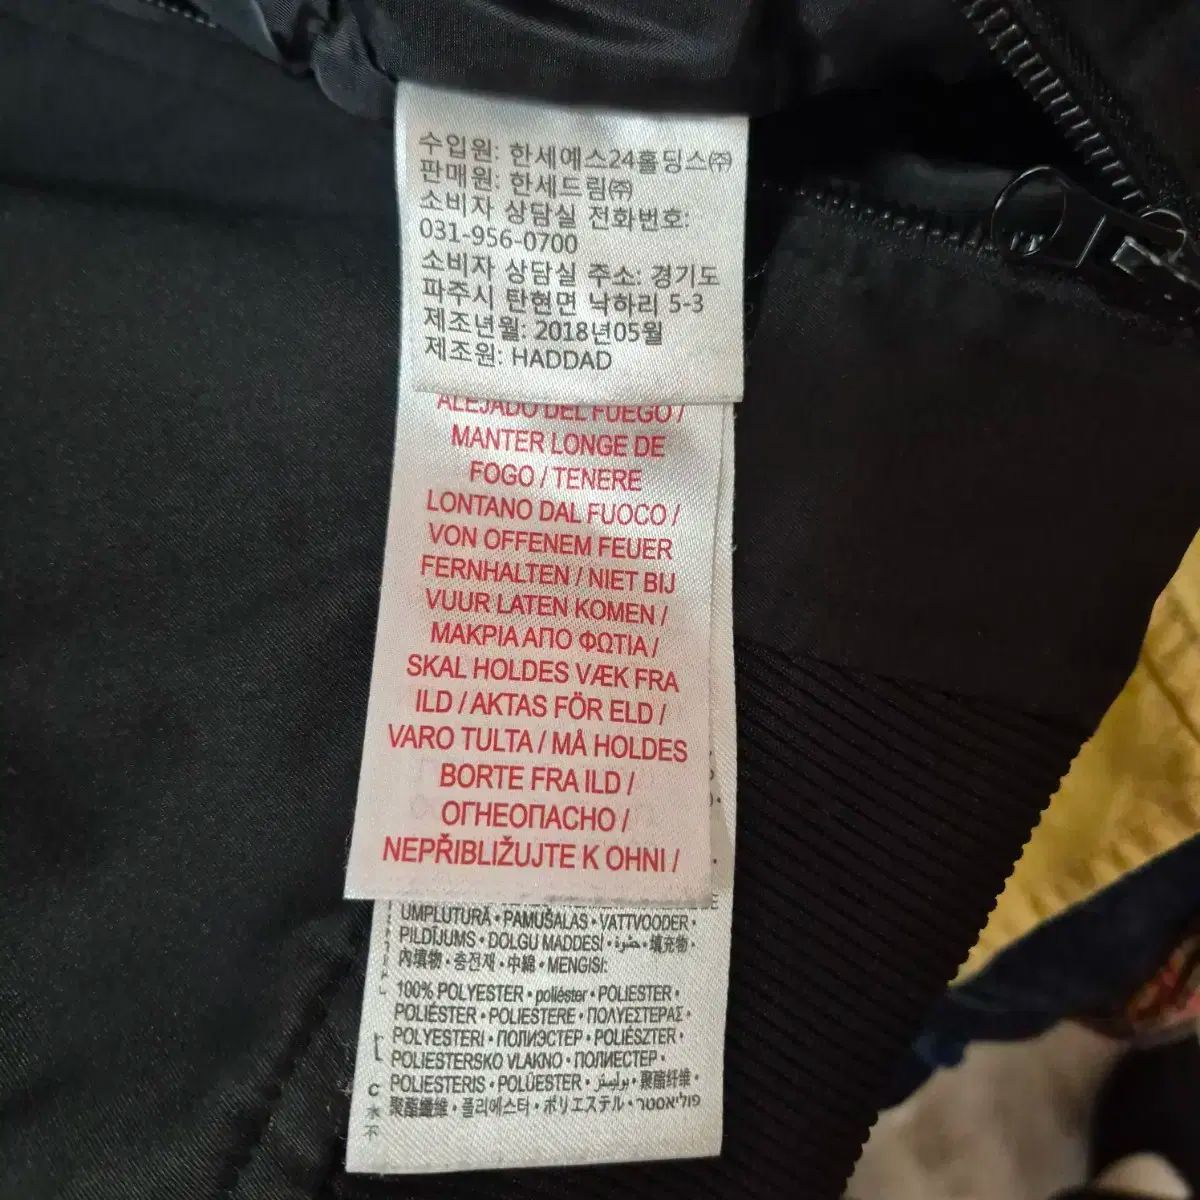 수입원: 한세예스24홀딩스㈜
판매원: 한세드림㈜
소비자 상담실 전화번호:
031-956-0700
소비자 상담실 주소: 경기도
파주시 탄현면 낙하리 5-3
제조년월: 2018년05월
제조원: HADDAD
ALEJADO DEL FUEGO /
MANTER LONGE DE
FOGO / TENERE
LONTANO DAL FUOCO /
VON OFFENEM FEUER
FERNHALTEN / NIET BIJ
VUUR LATEN KOMEN /
ΜΑΚΡΙΑ ΑΠΟ ΦΩΤΙΑ /
SKAL HOLDES VÆK FRA
ILD / AKTAS FÖR ELD /
VARO TULTA / MÅ HOLDES
BORTE FRA ILD /
ОГНЕОПАСНО /
NEPŘIBLIŽUJTE K OHNI /
UMPLUTURĂ • PAMUŠALAS • VATTVOODER •
PILDĪJUMS • DOLGU MADDESİ • حشوة • 填充物 •
內填物 • 충전재 • 中綿 • MENGISI:
100% POLYESTER • poliéster • POLIESTER •
POLIÉSTER • POLIESTERE • ΠΟΛΥΕΣΤΕΡΑΣ •
POLYESTERI • ПОЛИЭСТЕР • POLIÉSZTER •
POLIESTERSKO VLAKNO • ПОЛИЕСТЕР •
POLIESTERIS • POLÜESTER • بوليستر • 聚酯纤维 •
聚酯纖維 • 폴리에스터 • ポリエステル • פוליאסטר